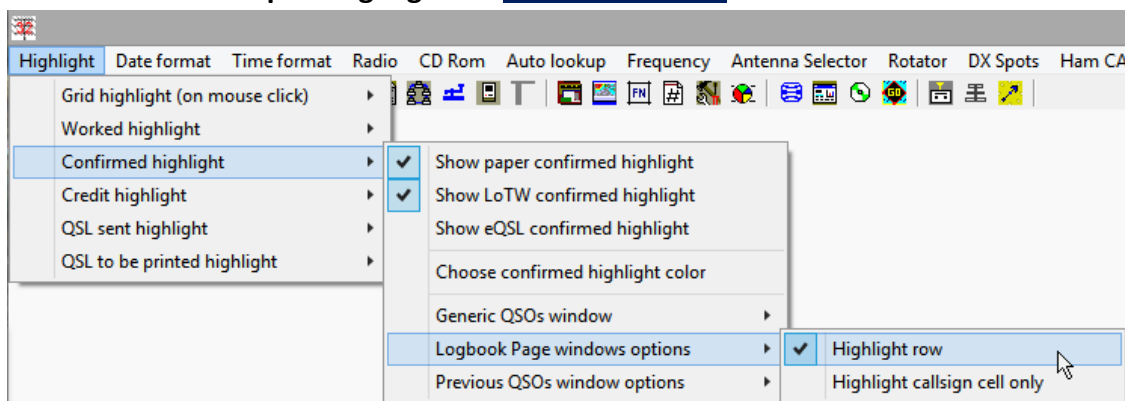 Highlight Date format Time format Radio CD Rom Auto lookup Frequency Antenna Selector Rotator DX Spots Ham CA
Grid highlight (on mouse click)
Worked highlight
Confirmed highlight
Credit highlight
QSL sent highlight
QSL to be printed highlight
Show paper confirmed highlight
Show LoTW confirmed highlight
Show eQSL confirmed highlight
Choose confirmed highlight color
Generic QSOs window
Logbook Page windows options
Previous QSOs window options
Highlight row
Highlight callsign cell only